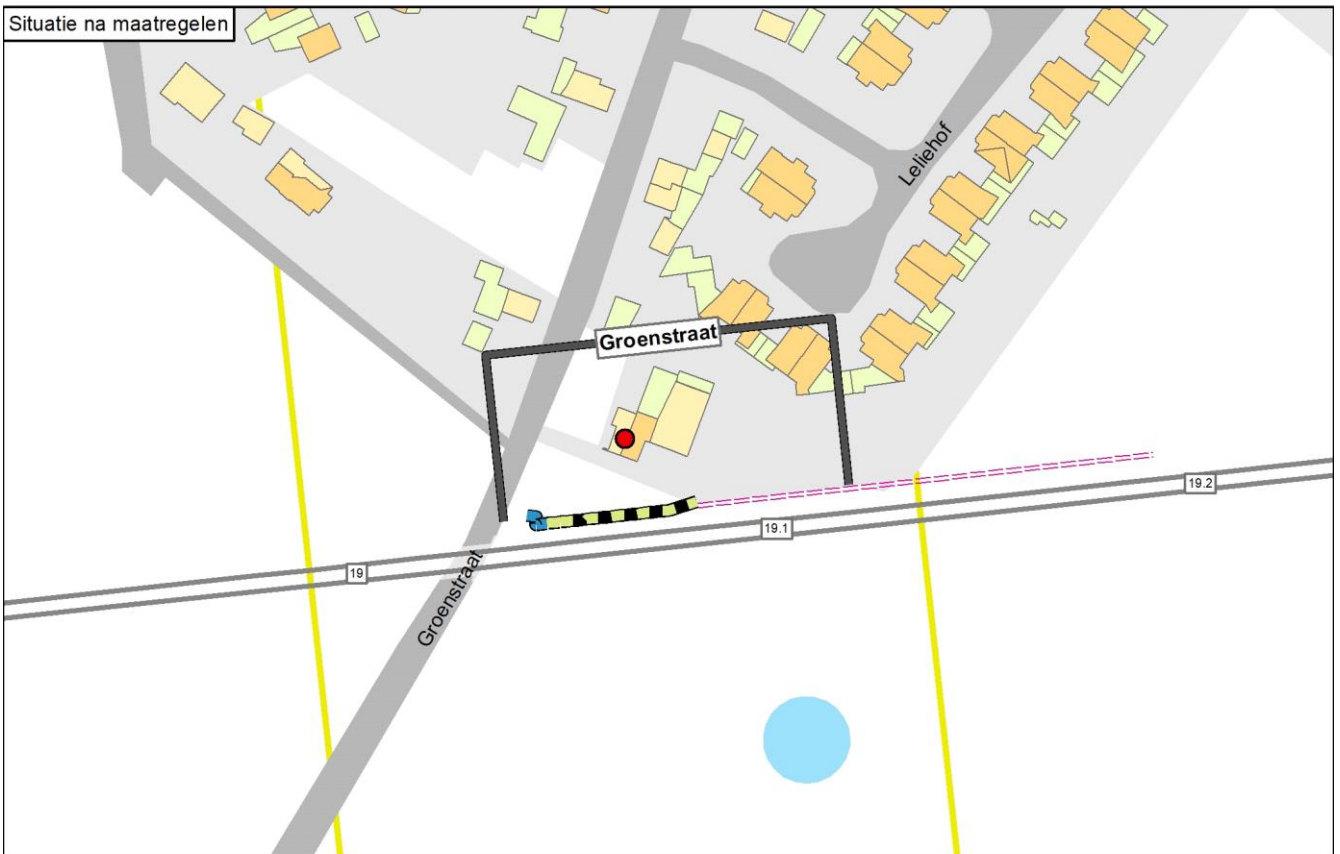 Situatie na maatregelen
Leliehof
Groenstraat
19.2
19.1
19
Groenstraat